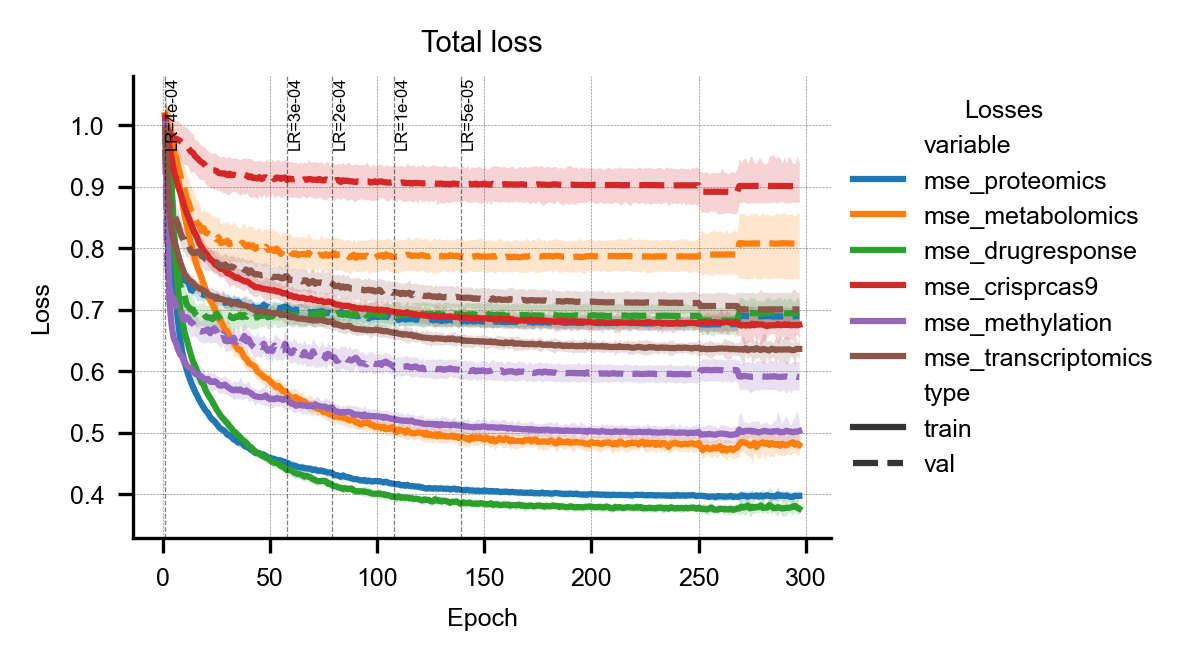 Total loss
LR=4e-04
LR=3e-04
LR=2e-04
LR=1e-04
LR=5e-05
1.0
0.9
0.8
0.7
0.6
0.5
0.4
Loss
0 50 100 150 200 250 300
Epoch
Losses
variable
mse_proteomics
mse_metabolomics
mse_drugresponse
mse_crisprcas9
mse_methylation
mse_transcriptomics
type
train
val